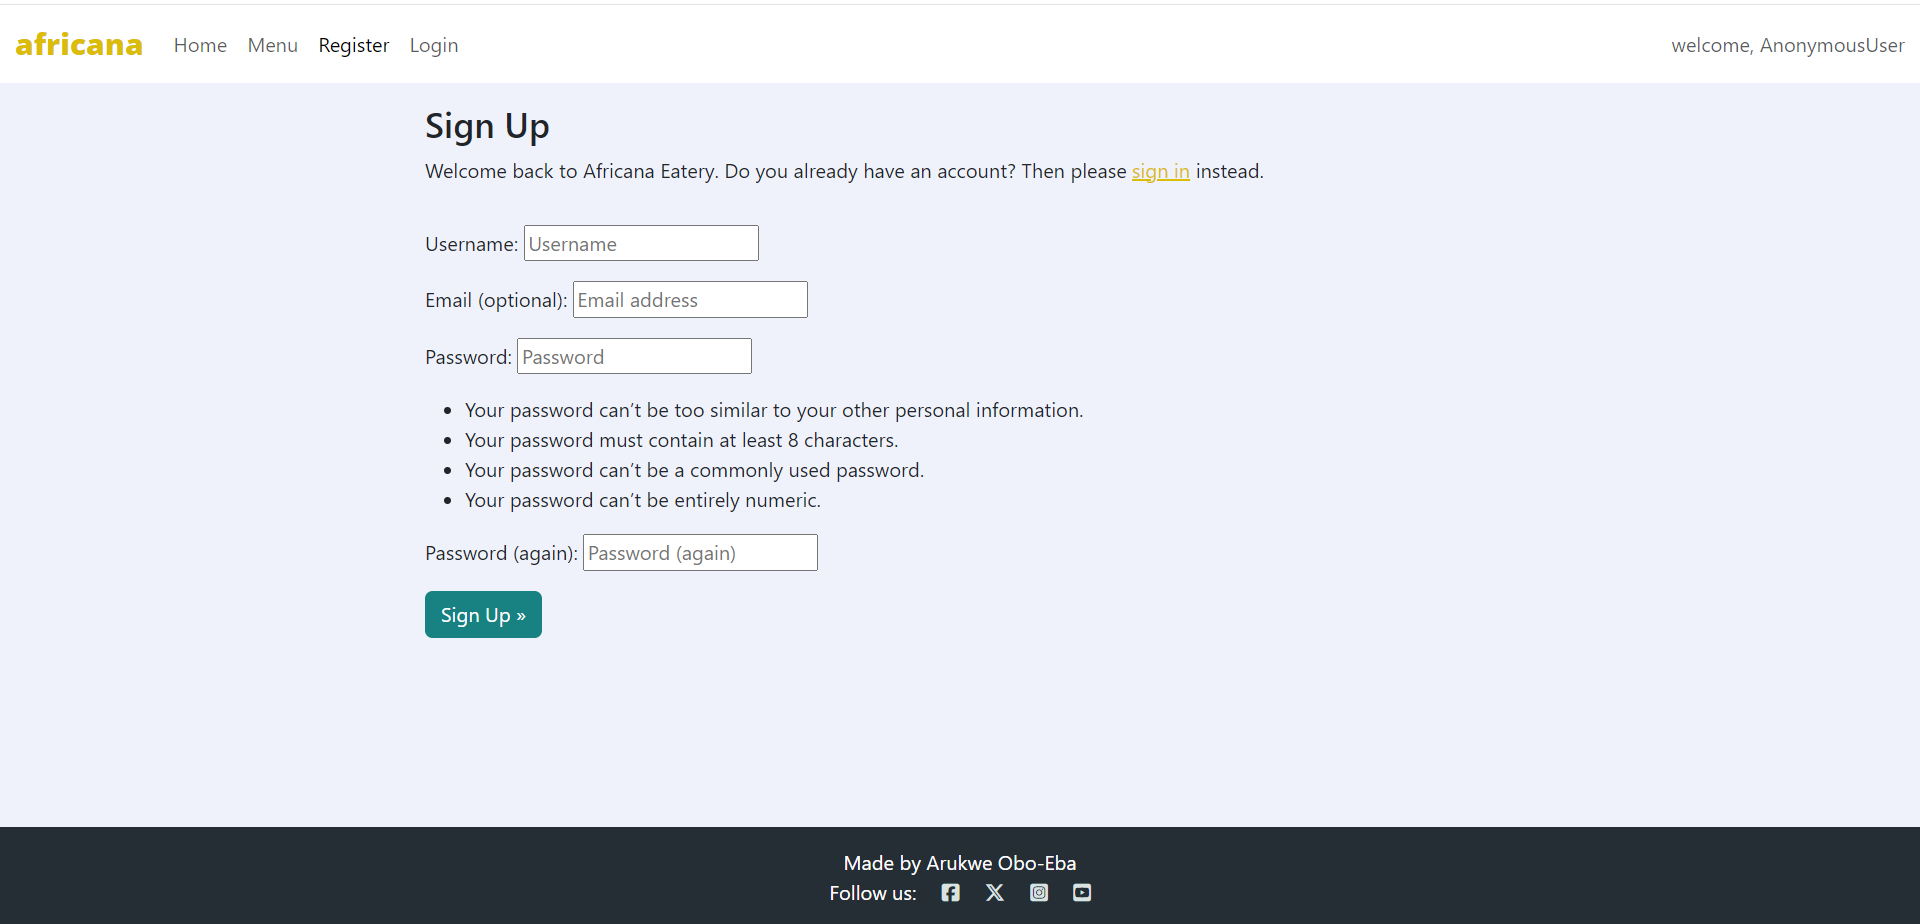 africana Home Menu Register Login welcome, AnonymousUser
Sign Up
Welcome back to Africana Eatery. Do you already have an account? Then please sign in instead.
Username: Username
Email (optional): Email address
Password: Password
• Your password can’t be too similar to your other personal information.
• Your password must contain at least 8 characters.
• Your password can’t be a commonly used password.
• Your password can’t be entirely numeric.
Password (again): Password (again)
Sign Up »
Made by Arukwe Obo-Eba
Follow us: